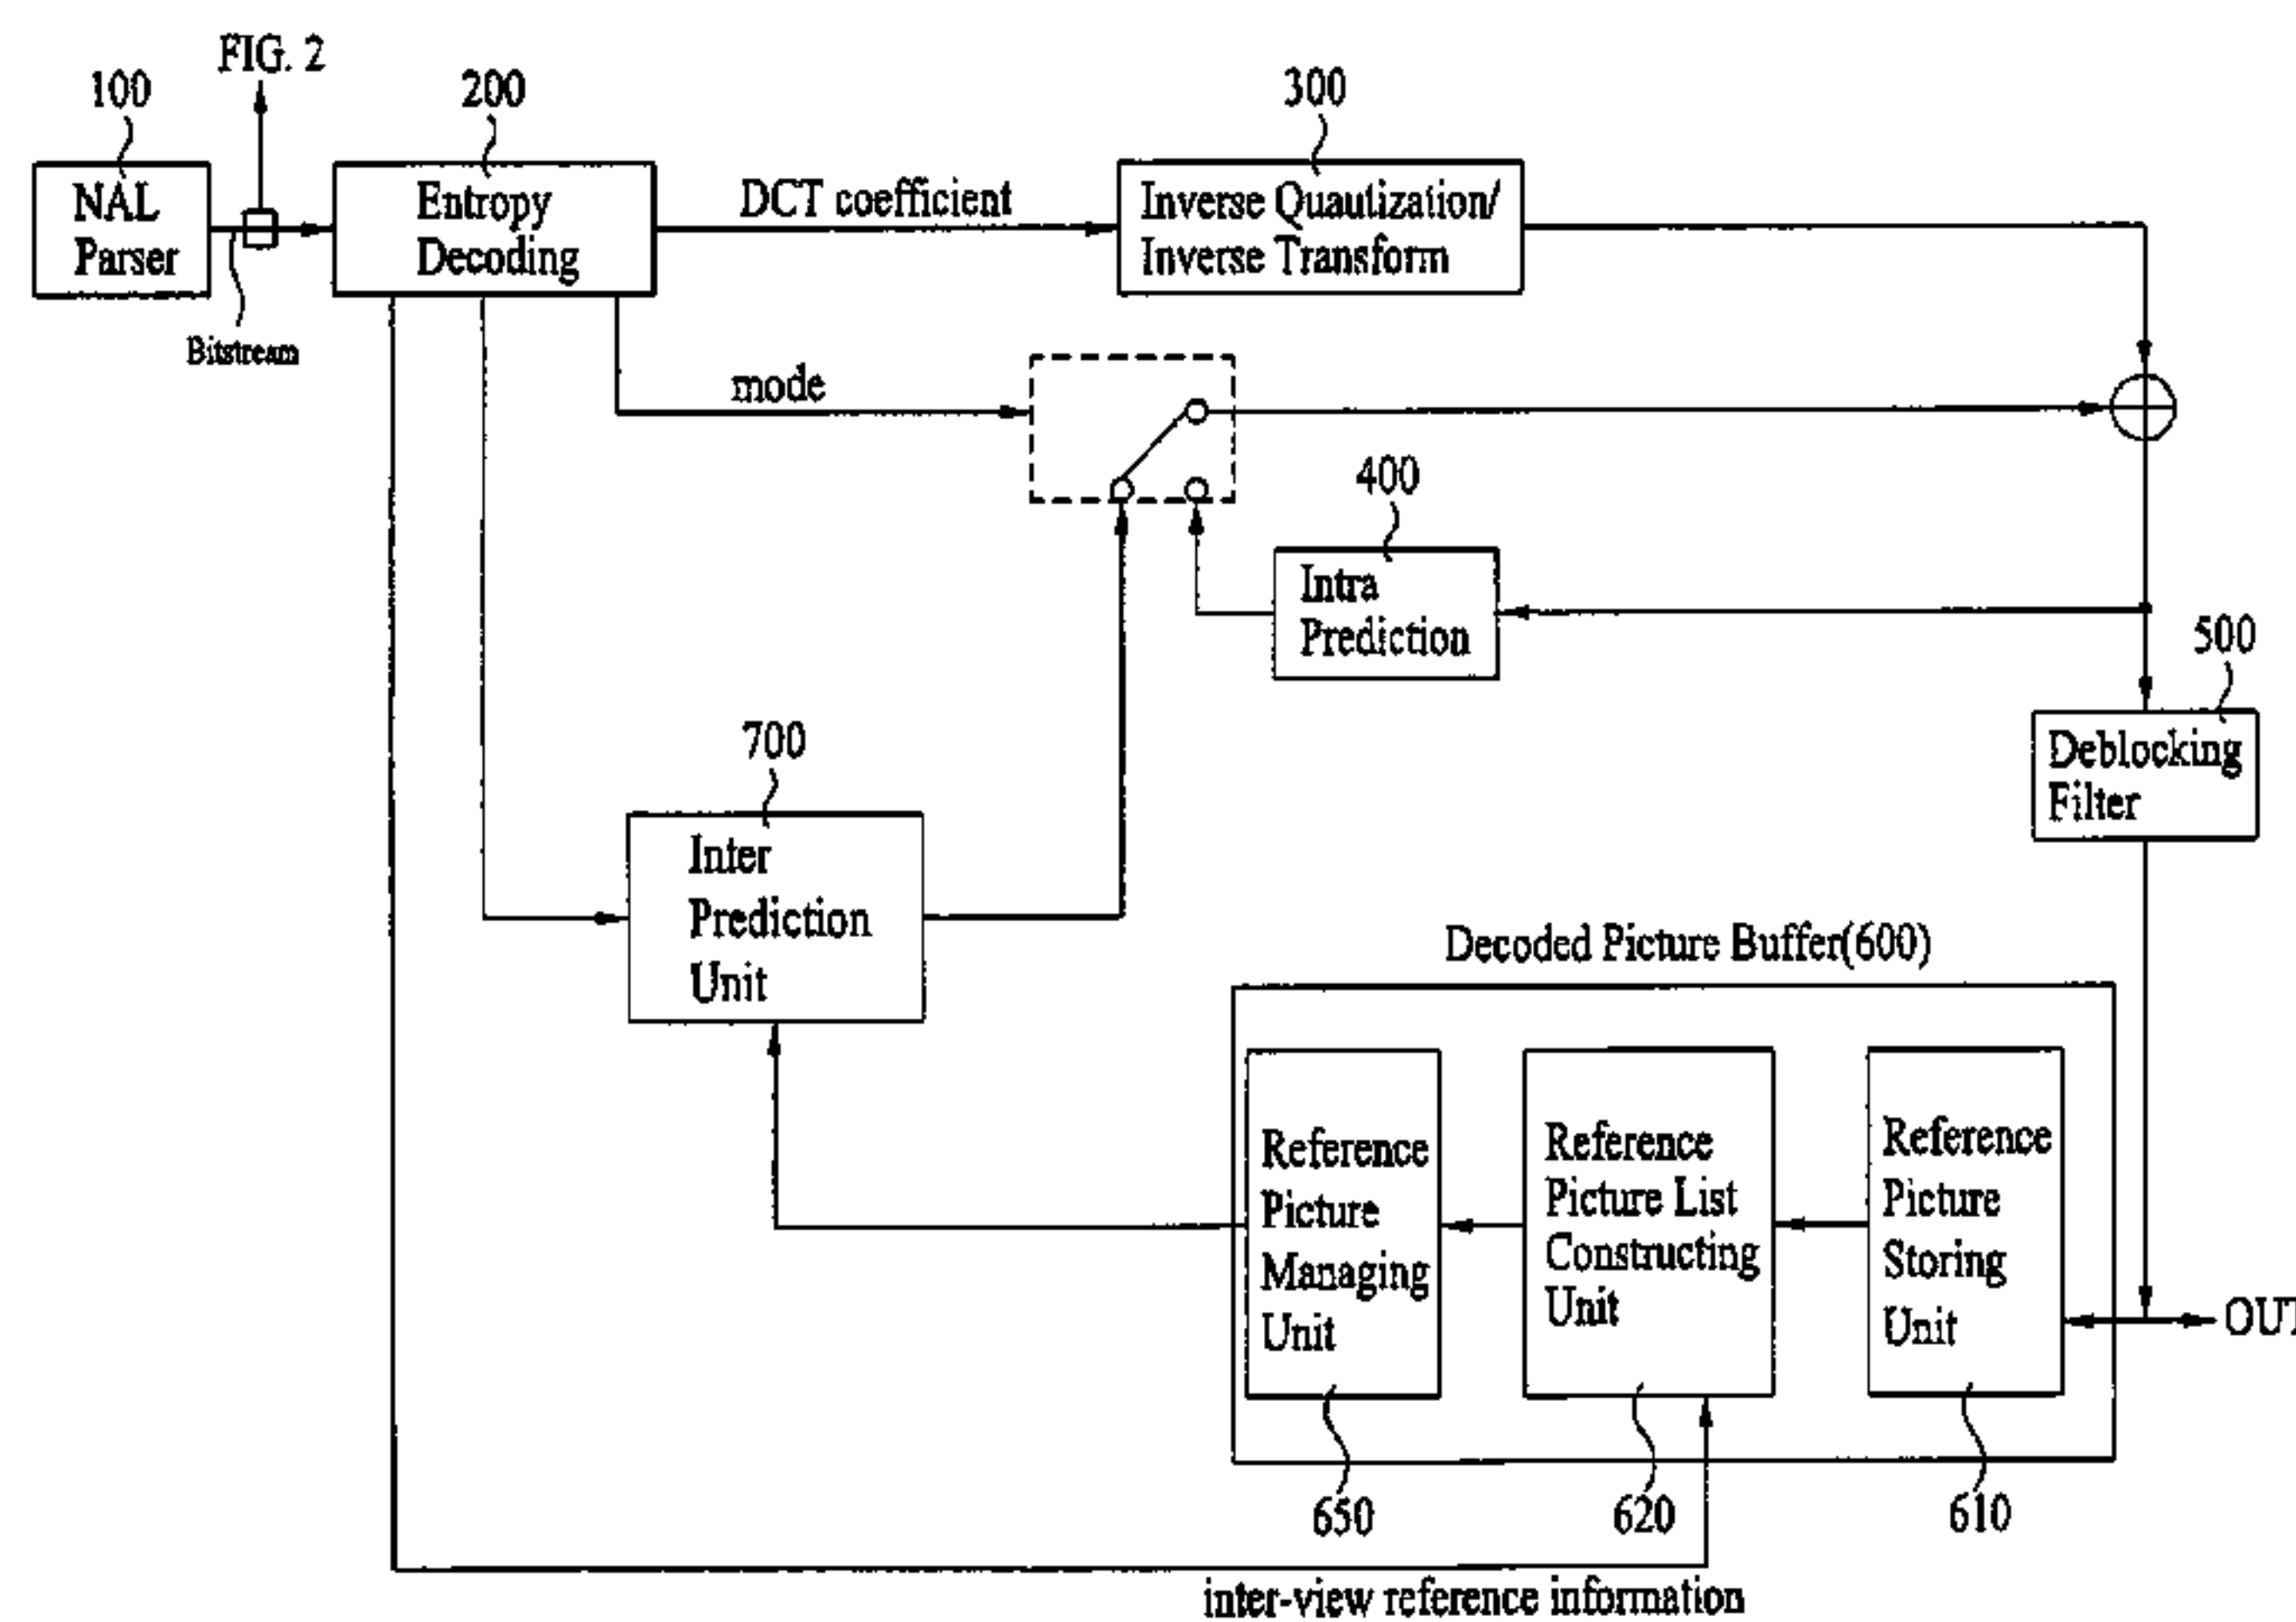 FIG. 2
100
200
300
NAL
Parser
Entropy
Decoding
DCT coefficient
Inverse Quautization/
Inverse Transform
Bitstream
mode
400
Intra
Prediction
500
Deblocking
Filter
700
Inter
Prediction
Unit
Decoded Picture Buffer(600)
Reference
Picture
Managing
Unit
Reference
Picture List
Constructing
Unit
Reference
Picture
Storing
Unit
OUT
650
620
610
inter-view reference information